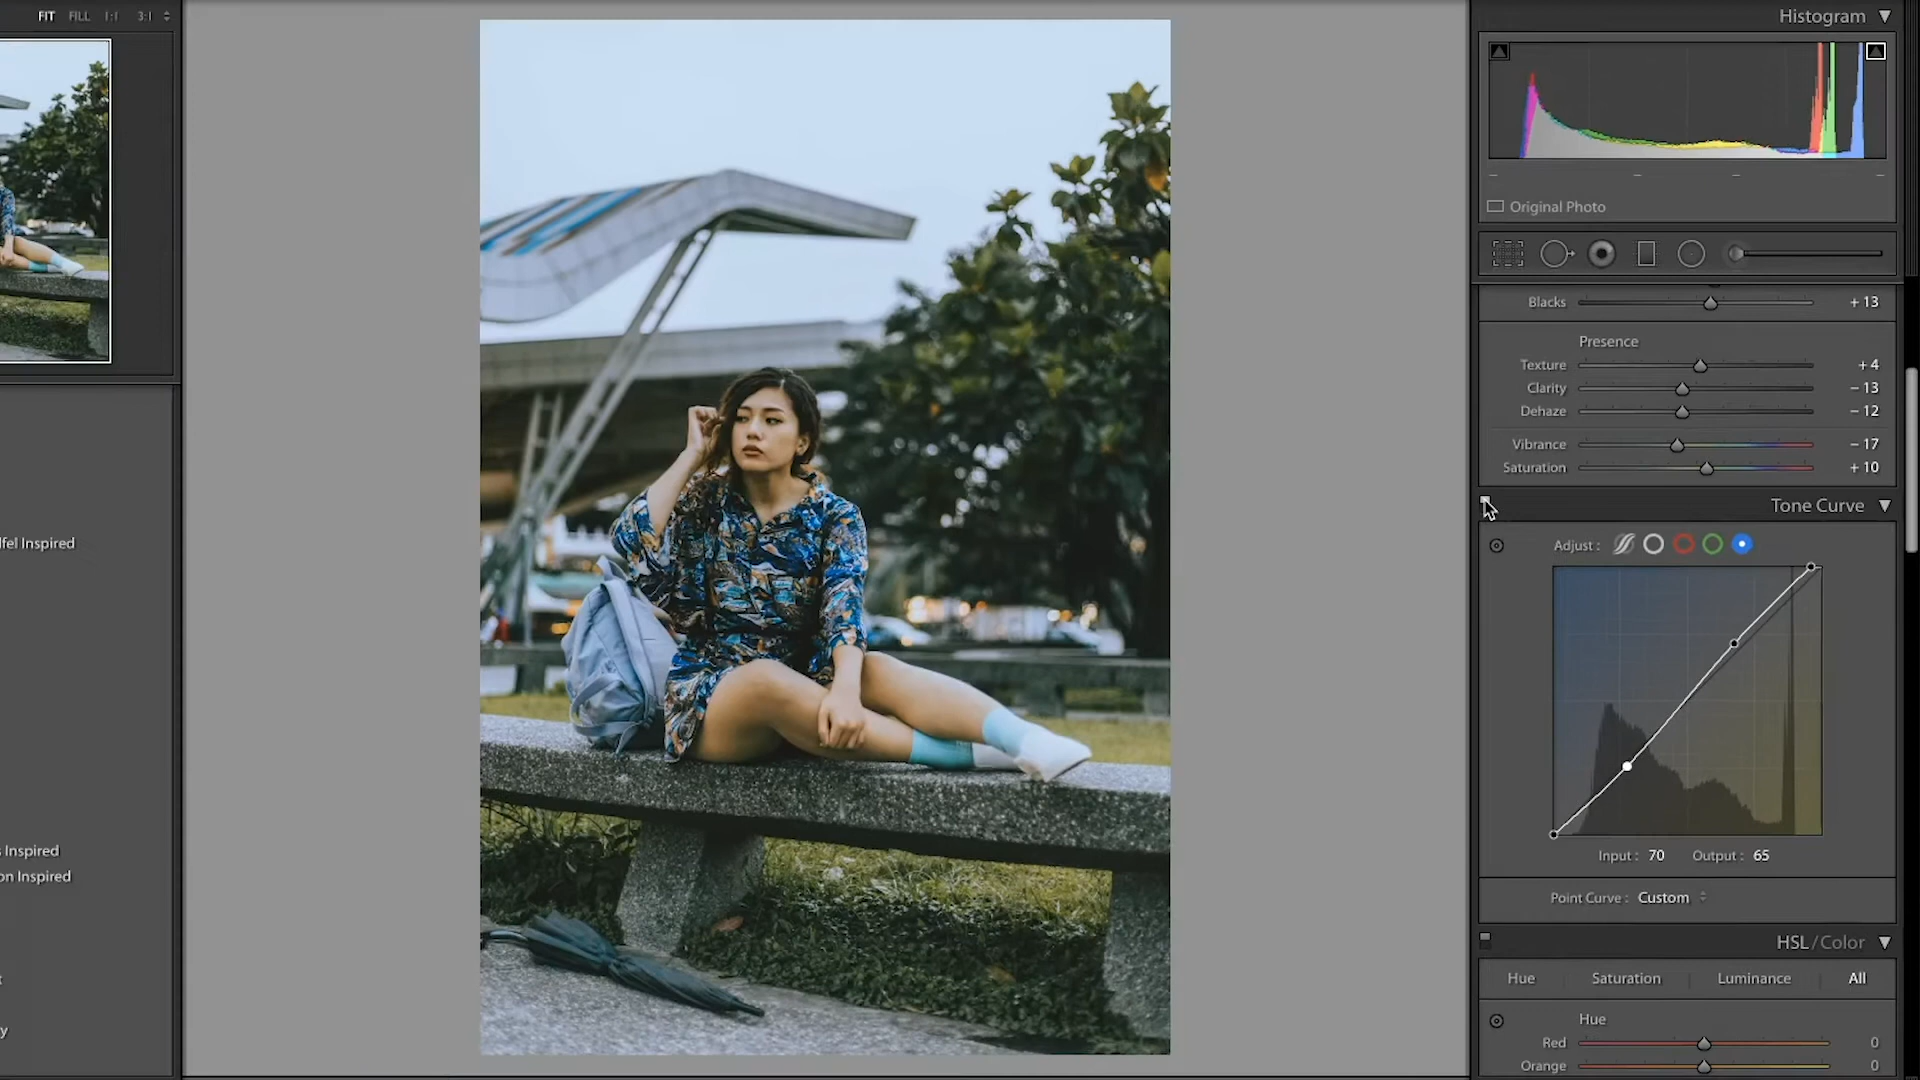 FIT FILL 1:1 3:1
Histogram
Original Photo
Blacks + 13
Presence
Texture + 4
Clarity − 13
Dehaze − 12
Vibrance − 17
Saturation + 10
Tone Curve
Adjust :
Input : 70 Output : 65
Point Curve : Custom
HSL / Color
Hue Saturation Luminance All
Hue
Red 0
Orange 0
Inspired
Inspired
on Inspired